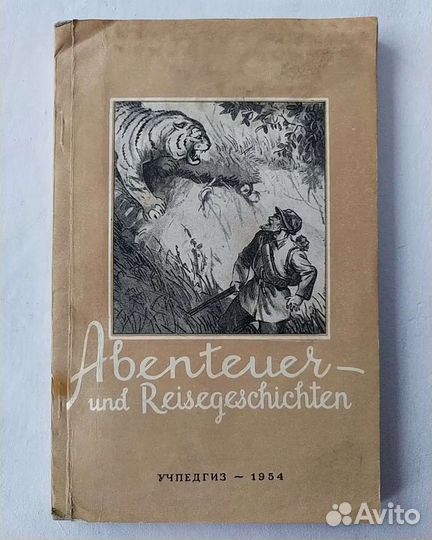 Abenteuer–
und Reisegeschichten
УЧПЕДГИЗ ~ 1954
Avito